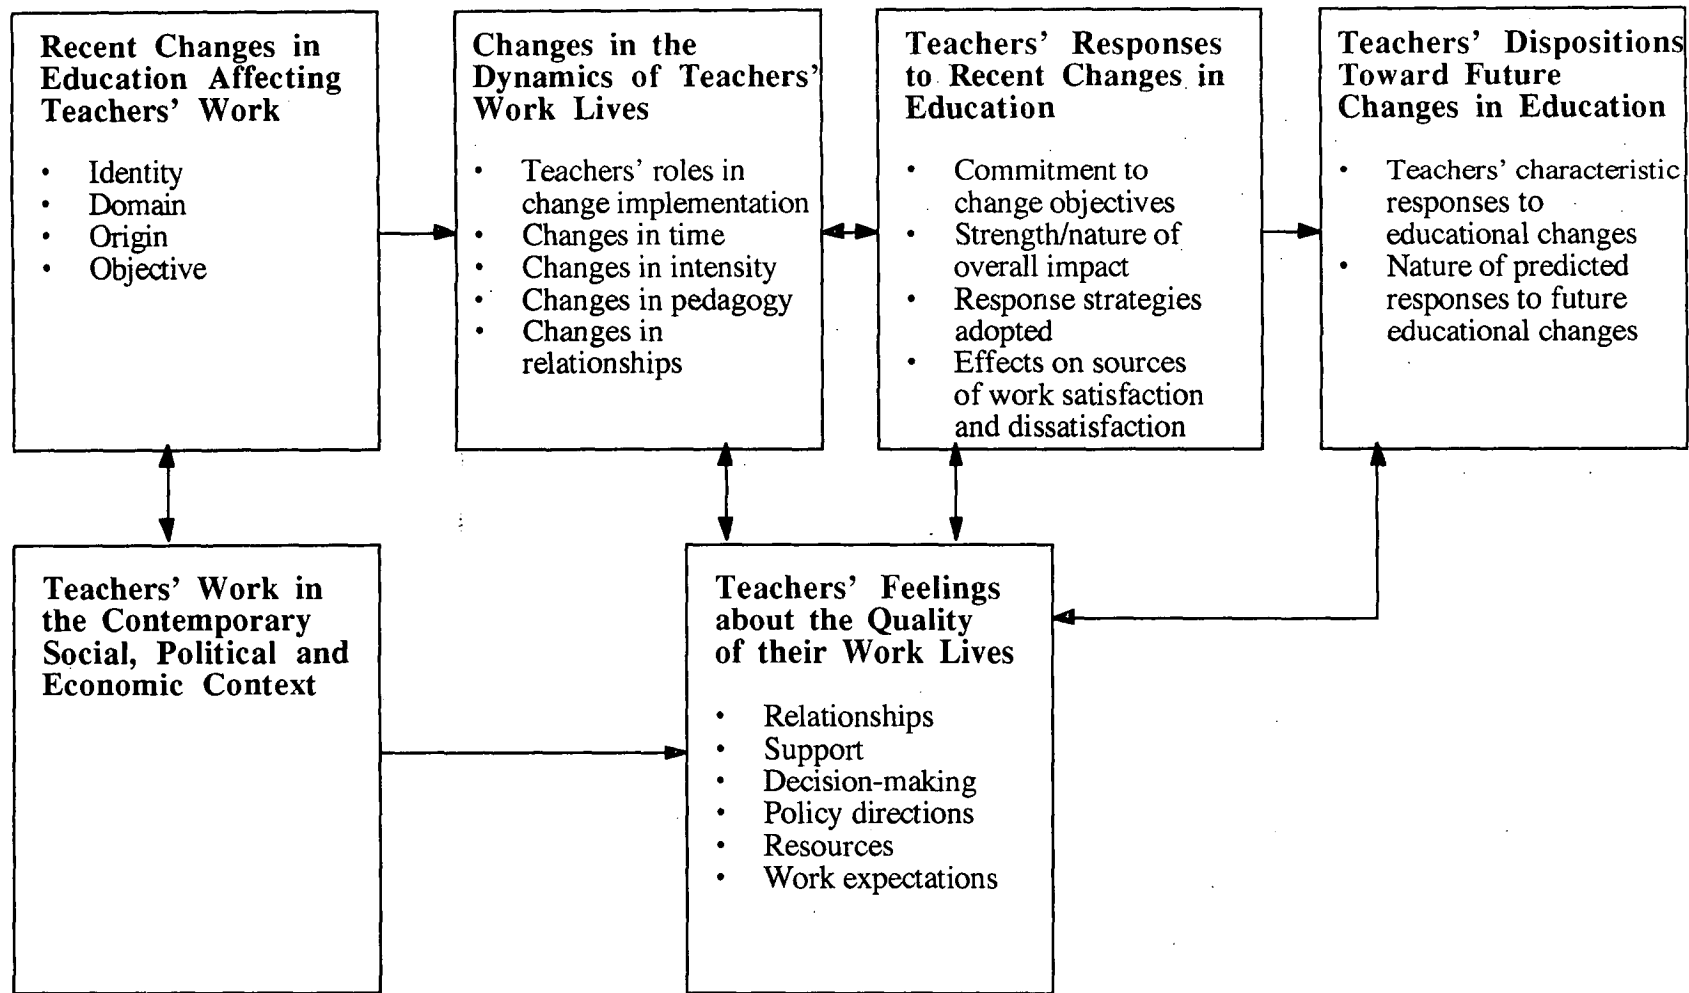 Recent Changes in
Education Affecting
Teachers' Work
• Identity
• Domain
• Origin
• Objective
Changes in the
Dynamics of Teachers'
Work Lives
• Teachers' roles in
change implementation
• Changes in time
• Changes in intensity
• Changes in pedagogy
• Changes in
relationships
Teachers' Responses
to Recent Changes in
Education
• Commitment to
change objectives
• Strength/nature of
overall impact
• Response strategies
adopted
• Effects on sources
of work satisfaction
and dissatisfaction
Teachers' Dispositions
Toward Future
Changes in Education
• Teachers' characteristic
responses to
educational changes
• Nature of predicted
responses to future
educational changes
Teachers' Work in
the Contemporary
Social, Political and
Economic Context
Teachers' Feelings
about the Quality
of their Work Lives
• Relationships
• Support
• Decision-making
• Policy directions
• Resources
• Work expectations